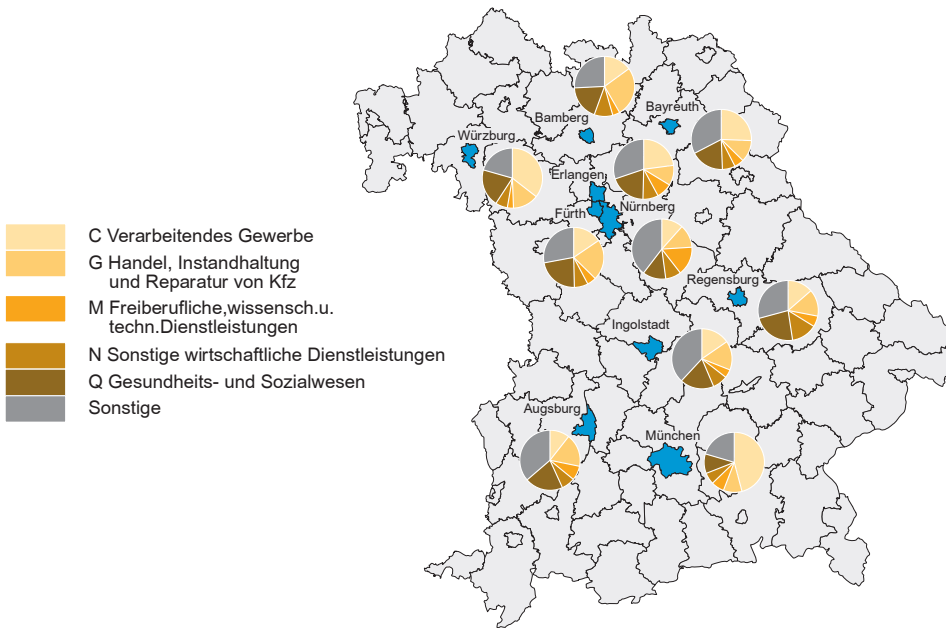 Bayreuth
Bamberg
Würzburg
Erlangen
Fürth
Nürnberg
Regensburg
Ingolstadt
Augsburg
München
C Verarbeitendes Gewerbe
G Handel, Instandhaltung
und Reparatur von Kfz
M Freiberufliche,wissensch.u.
techn.Dienstleistungen
N Sonstige wirtschaftliche Dienstleistungen
Q Gesundheits- und Sozialwesen
Sonstige